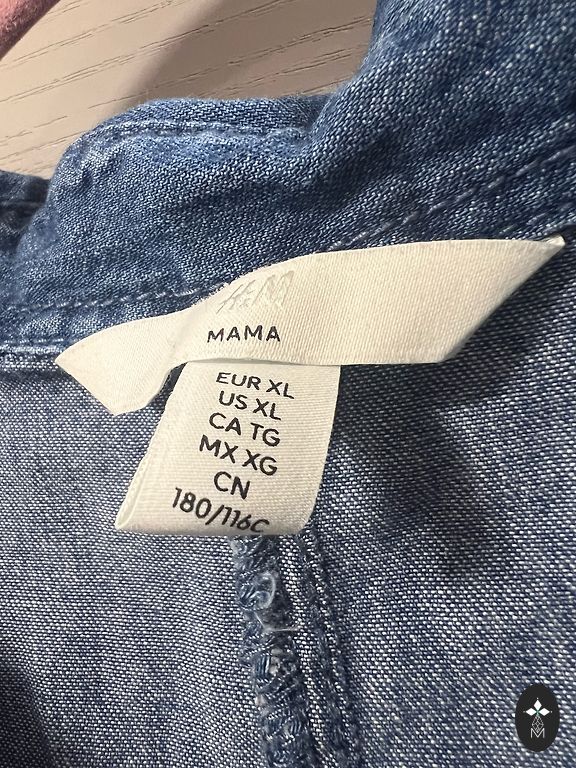 H&M
MAMA
EUR XL
US XL
CA TG
MX XG
CN
180/116C
M